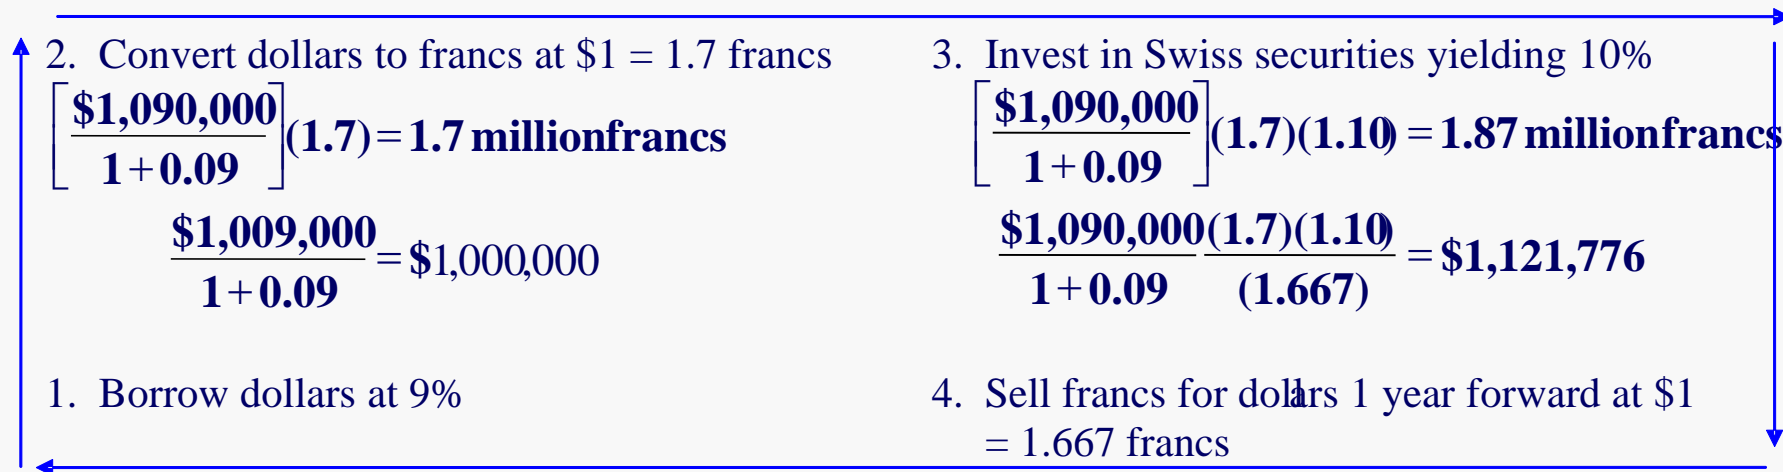 2. Convert dollars to francs at $1 = 1.7 francs
[$1,090,000 / 1+0.09](1.7) = 1.7 millionfrancs
$1,009,000 / 1+0.09 = $1,000,000
1. Borrow dollars at 9%
3. Invest in Swiss securities yielding 10%
[$1,090,000 / 1+0.09](1.7)(1.10) = 1.87 millionfrancs
$1,090,000 / 1+0.09 (1.7)(1.10) / (1.667) = $1,121,776
4. Sell francs for dollars 1 year forward at $1
= 1.667 francs